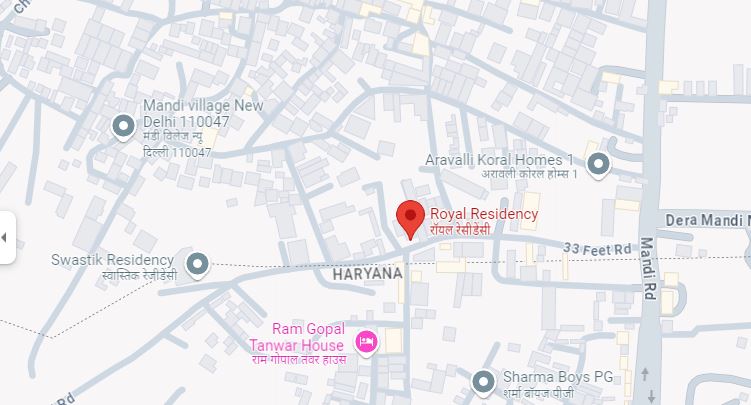 Ch
Mandi village New
Delhi 110047
मंडी विलेज न्यू
दिल्ली 110047
Aravalli Koral Homes 1
अरावली कोरल होम्स 1
Royal Residency
रॉयल रेसीडेंसी
Dera Mandi
33 Feet Rd
Mandi Rd
Swastik Residency
स्वास्तिक रेजीडेंसी
HARYANA
Ram Gopal
Tanwar House
राम गोपाल तंवर हाउस
Sharma Boys PG
शर्मा बॉयज पीजी
Rd